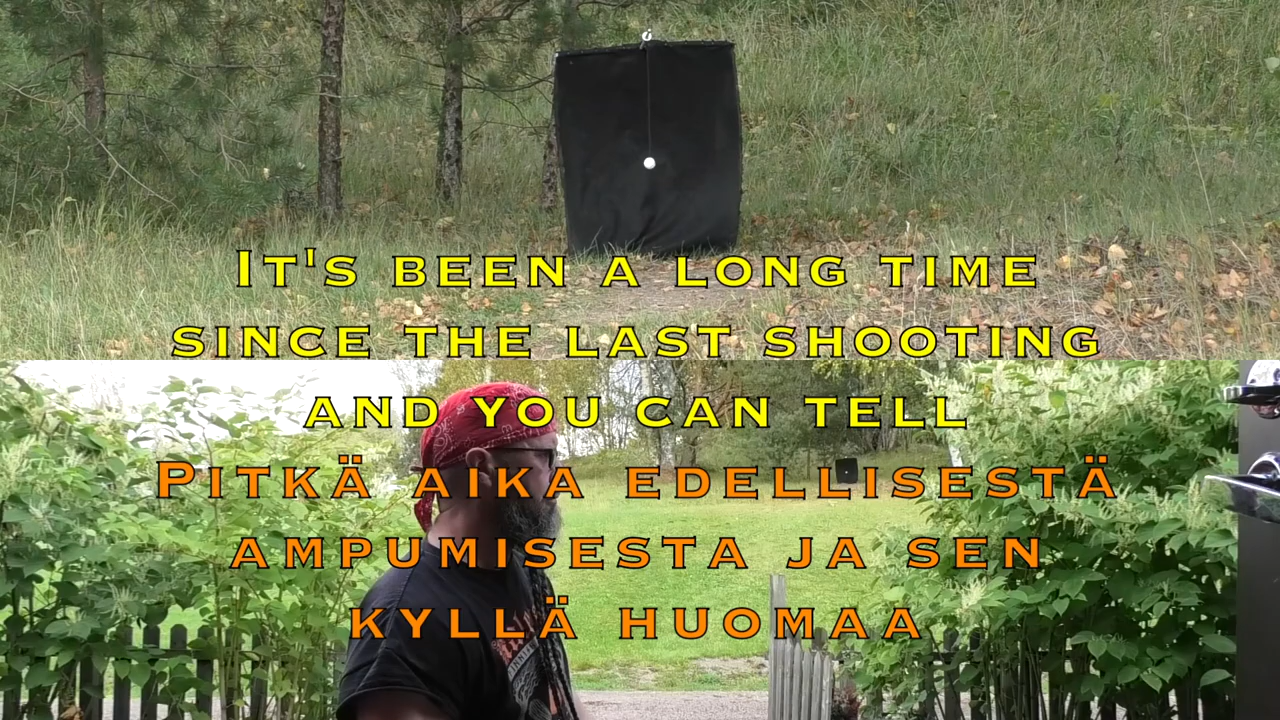 It's been a long time
since the last shooting
and you can tell
Pitkä aika edellisestä
ampumisesta ja sen
kyllä huomaa